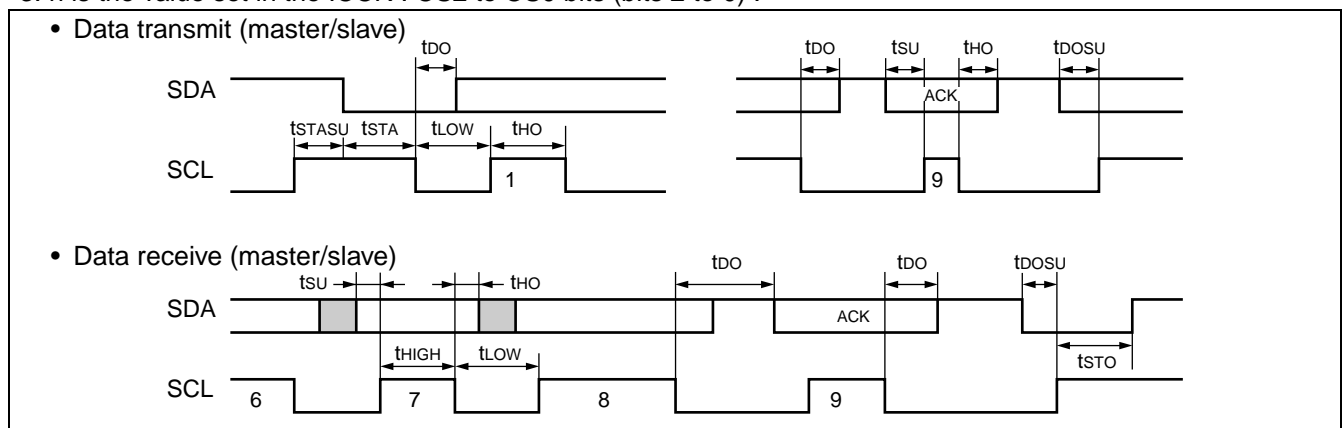 • Data transmit (master/slave)
tDO tDO tSU tHO tDOSU
SDA ACK
tSTASU tSTA tLOW tHO
SCL 1 9
• Data receive (master/slave)
tSU tHO tDO tDO tDOSU
SDA ACK
tHIGH tLOW tSTO
SCL 6 7 8 9